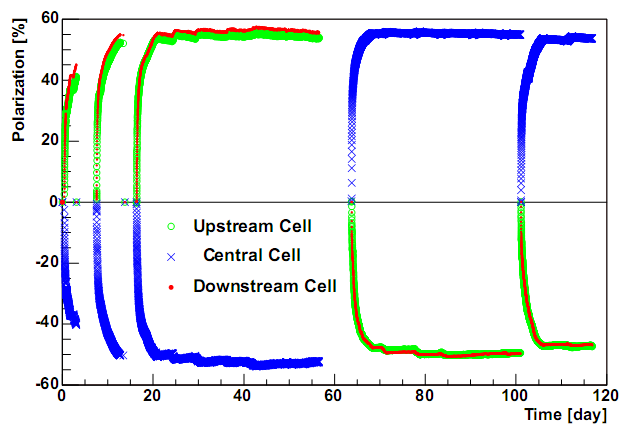 Polarization [%]
60
40
20
0
-20
-40
-60
Upstream Cell
Central Cell
Downstream Cell
0
20
40
60
80
100
120
Time [day]